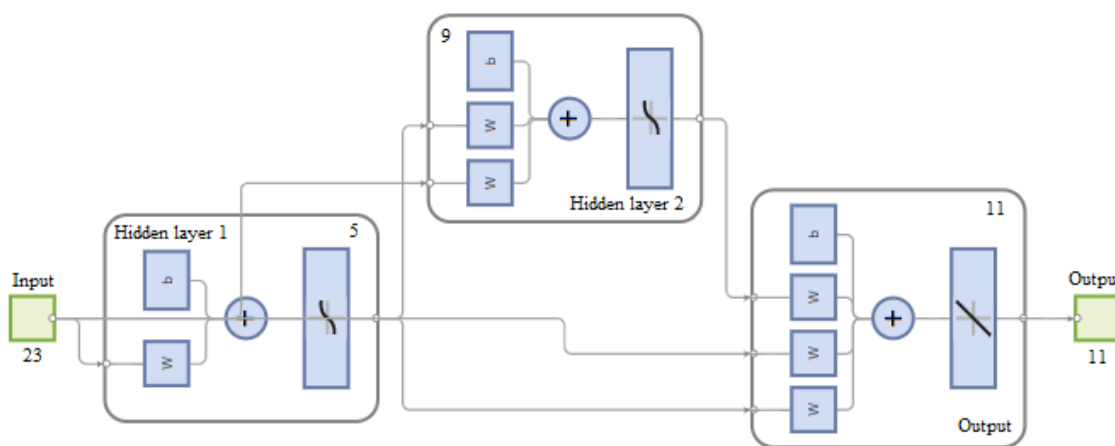 9
b
W
W
+
Hidden layer 2
Hidden layer 1
5
b
W
+
Input
23
11
b
W
W
W
+
Output
Output
11